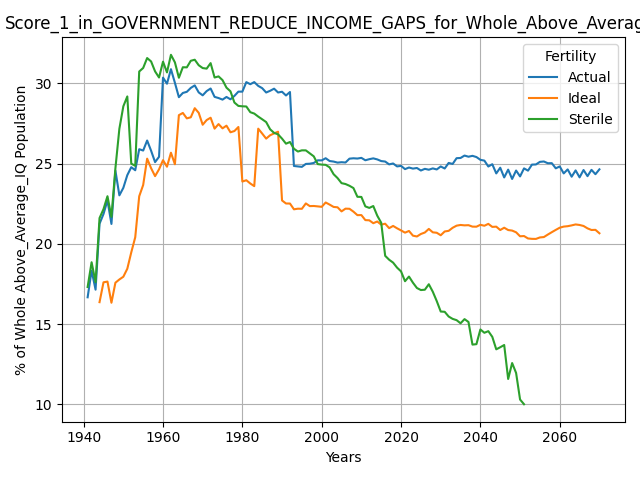 Score_1_in_GOVERNMENT_REDUCE_INCOME_GAPS_for_Whole_Above_Averag
Fertility
Actual
Ideal
Sterile
% of Whole Above_Average_IQ Population
30
25
20
15
10
1940 1960 1980 2000 2020 2040 2060
Years